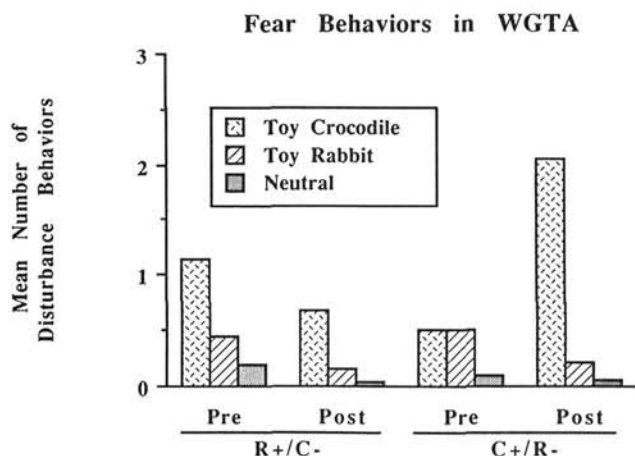 Fear Behaviors in WGTA
Mean Number of
Disturbance Behaviors
3
2
1
0
Toy Crocodile
Toy Rabbit
Neutral
Pre Post Pre Post
R+/C- C+/R-